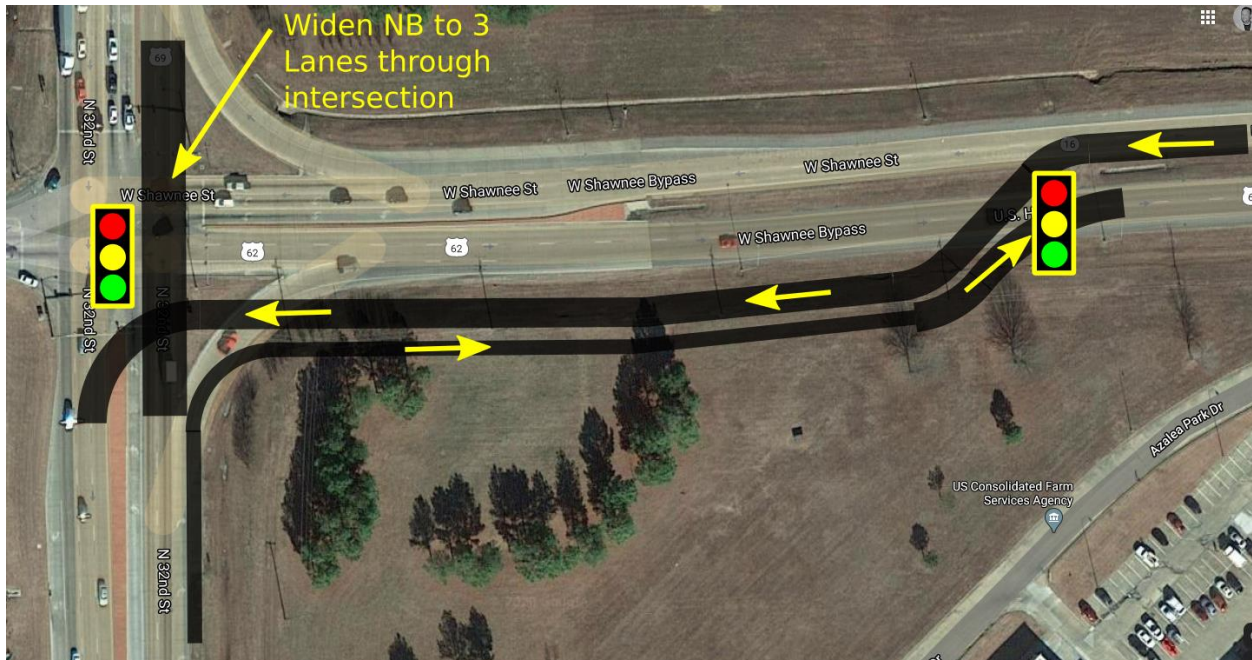 Widen NB to 3
Lanes through
intersection
69
N 32nd St
W Shawnee St
W Shawnee St
W Shawnee Bypass
W Shawnee St
16
U.S. H
62
62
W Shawnee Bypass
N 32nd St
N 32nd St
N 32nd St
Azalea Park Dr
US Consolidated Farm
Services Agency